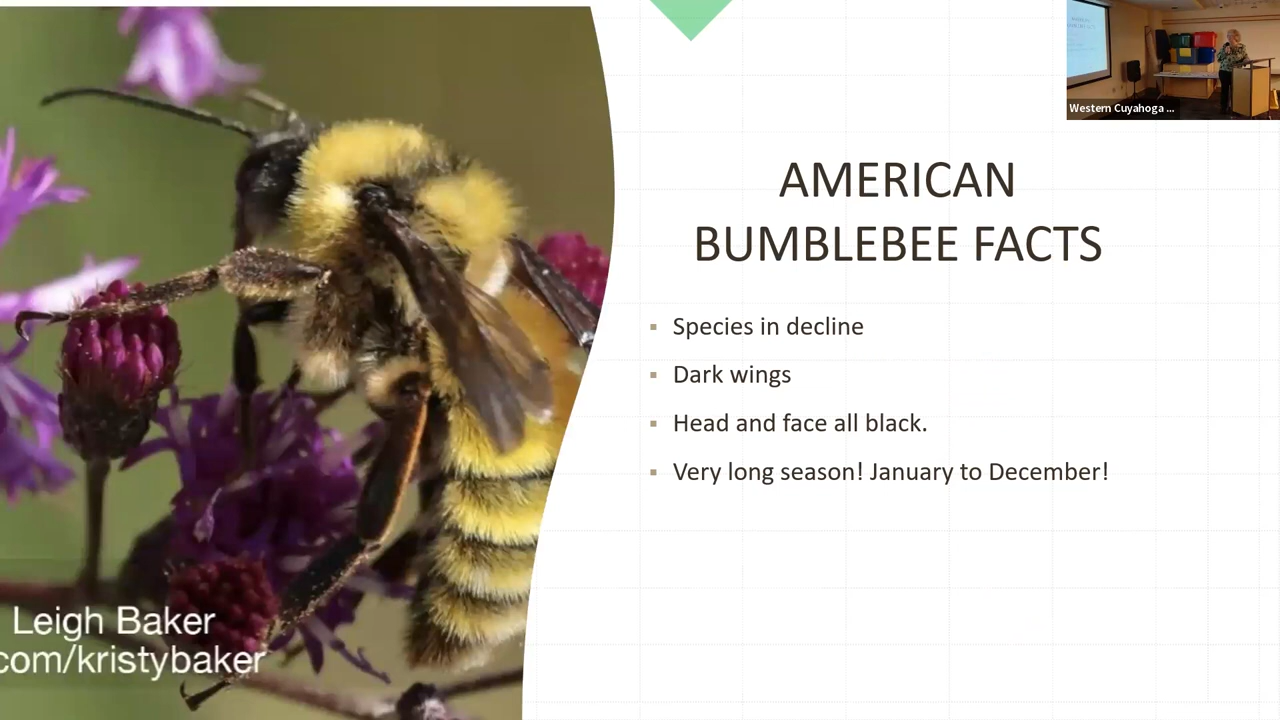 Western Cuyahoga ...
AMERICAN
BUMBLEBEE FACTS
Species in decline
Dark wings
Head and face all black.
Very long season! January to December!
Leigh Baker
com/kristybaker